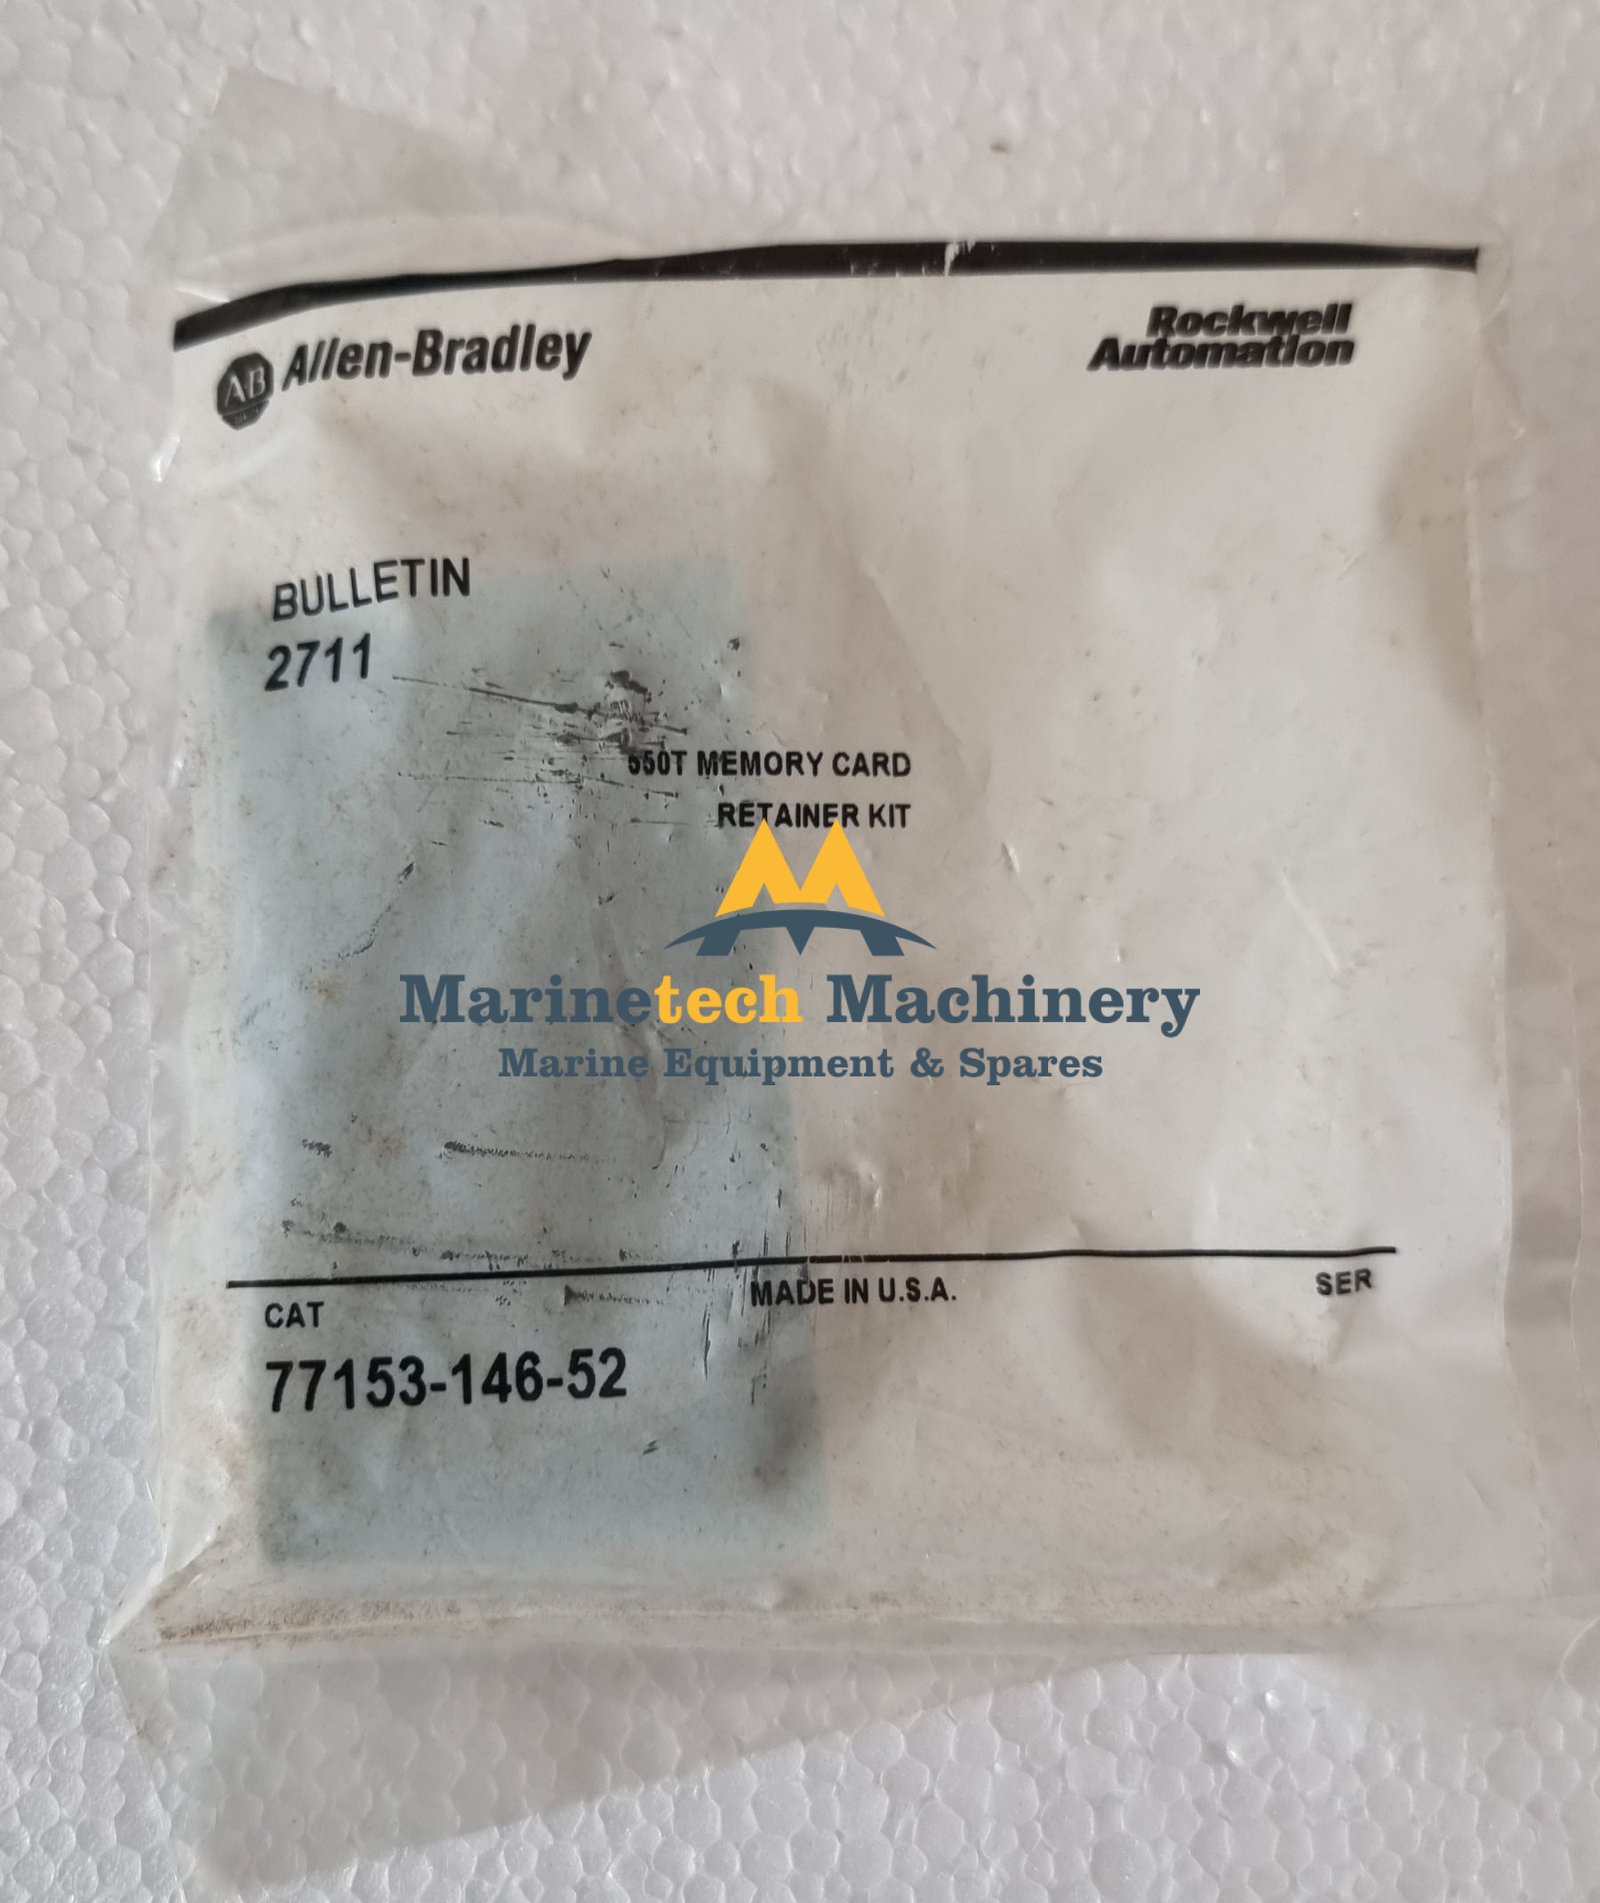 Allen-Bradley
AB
Rockwell
Automation
BULLETIN
2711
550T MEMORY CARD
RETAINER KIT
Marinetech Machinery
Marine Equipment & Spares
CAT
MADE IN U.S.A.
SER
77153-146-52